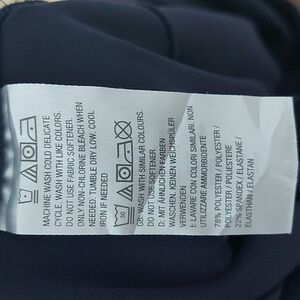 MACHINE WASH COLD DELICATE
CYCLE. WASH WITH LIKE COLORS.
DO NOT USE FABRIC SOFTENER.
ONLY NON-CHLORINE BLEACH WHEN
NEEDED. TUMBLE DRY LOW. COOL
IRON IF NEEDED.
30
GB: WASH WITH SIMILAR COLOURS.
DO NOT USE SOFTENER
D: MIT ÄHNLICHEN FARBEN
WASCHEN. KEINEN WEICHSPÜLER
VERWENDEN
I: LAVARE CON COLORI SIMILARI. NON
UTILIZZARE AMMORBIDENTE
78% POLYESTER / POLYESTER /
POLYESTER / POLIESTERE
22% SPANDEX / ELASTANE /
ELASTHAN / ELASTAN